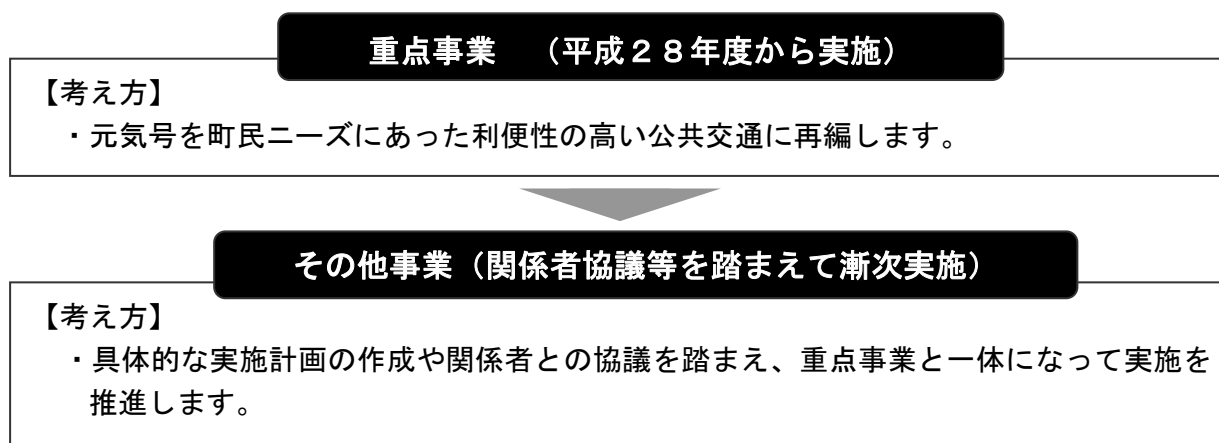 重点事業　（平成２８年度から実施）
【考え方】
・元気号を町民ニーズにあった利便性の高い公共交通に再編します。
その他事業（関係者協議等を踏まえて漸次実施）
【考え方】
・具体的な実施計画の作成や関係者との協議を踏まえ、重点事業と一体になって実施を
推進します。